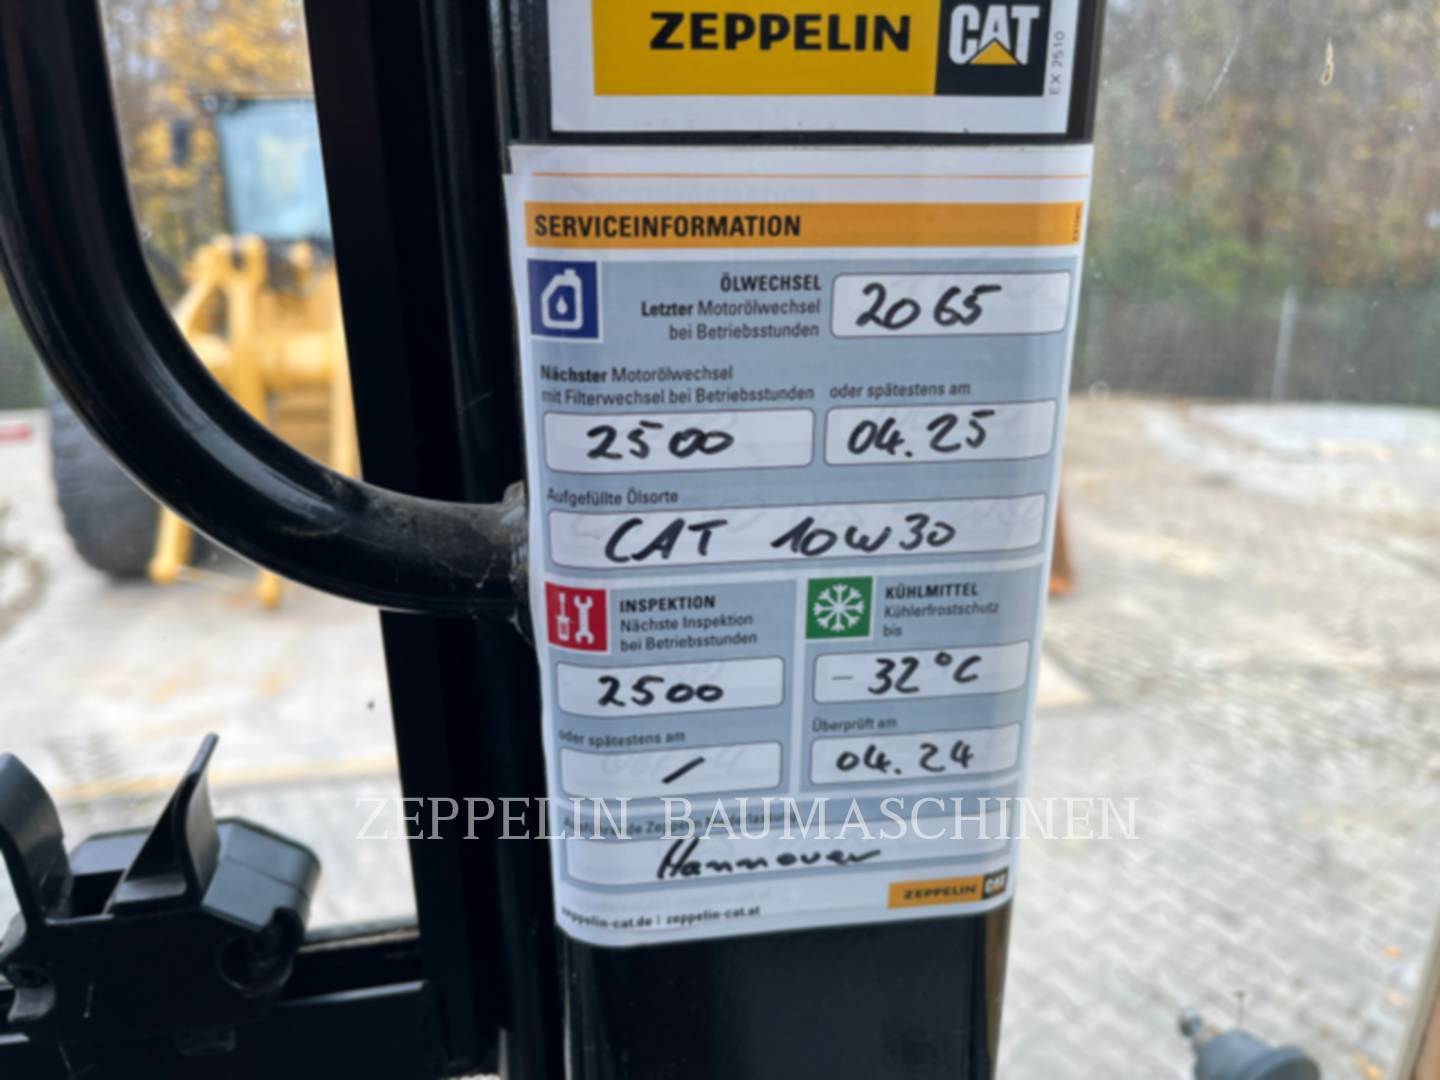 ZEPPELIN CAT
EX 2510
SERVICEINFORMATION
ÖLWECHSEL
Letzter Motorölwechsel
bei Betriebsstunden
2065
Nächster Motorölwechsel
mit Filterwechsel bei Betriebsstunden
oder spätestens am
2500
04.25
Aufgefüllte Ölsorte
CAT 10W30
INSPEKTION
Nächste Inspektion
bei Betriebsstunden
2500
oder spätestens am
/
KÜHLMITTEL
Kühlerfrostschutz
bis
-32°C
Überprüft am
04.24
ZEPPELIN BAUMASCHINEN
Hannover
ZEPPELIN CAT
zeppelin-cat.de | zeppelin-cat.at